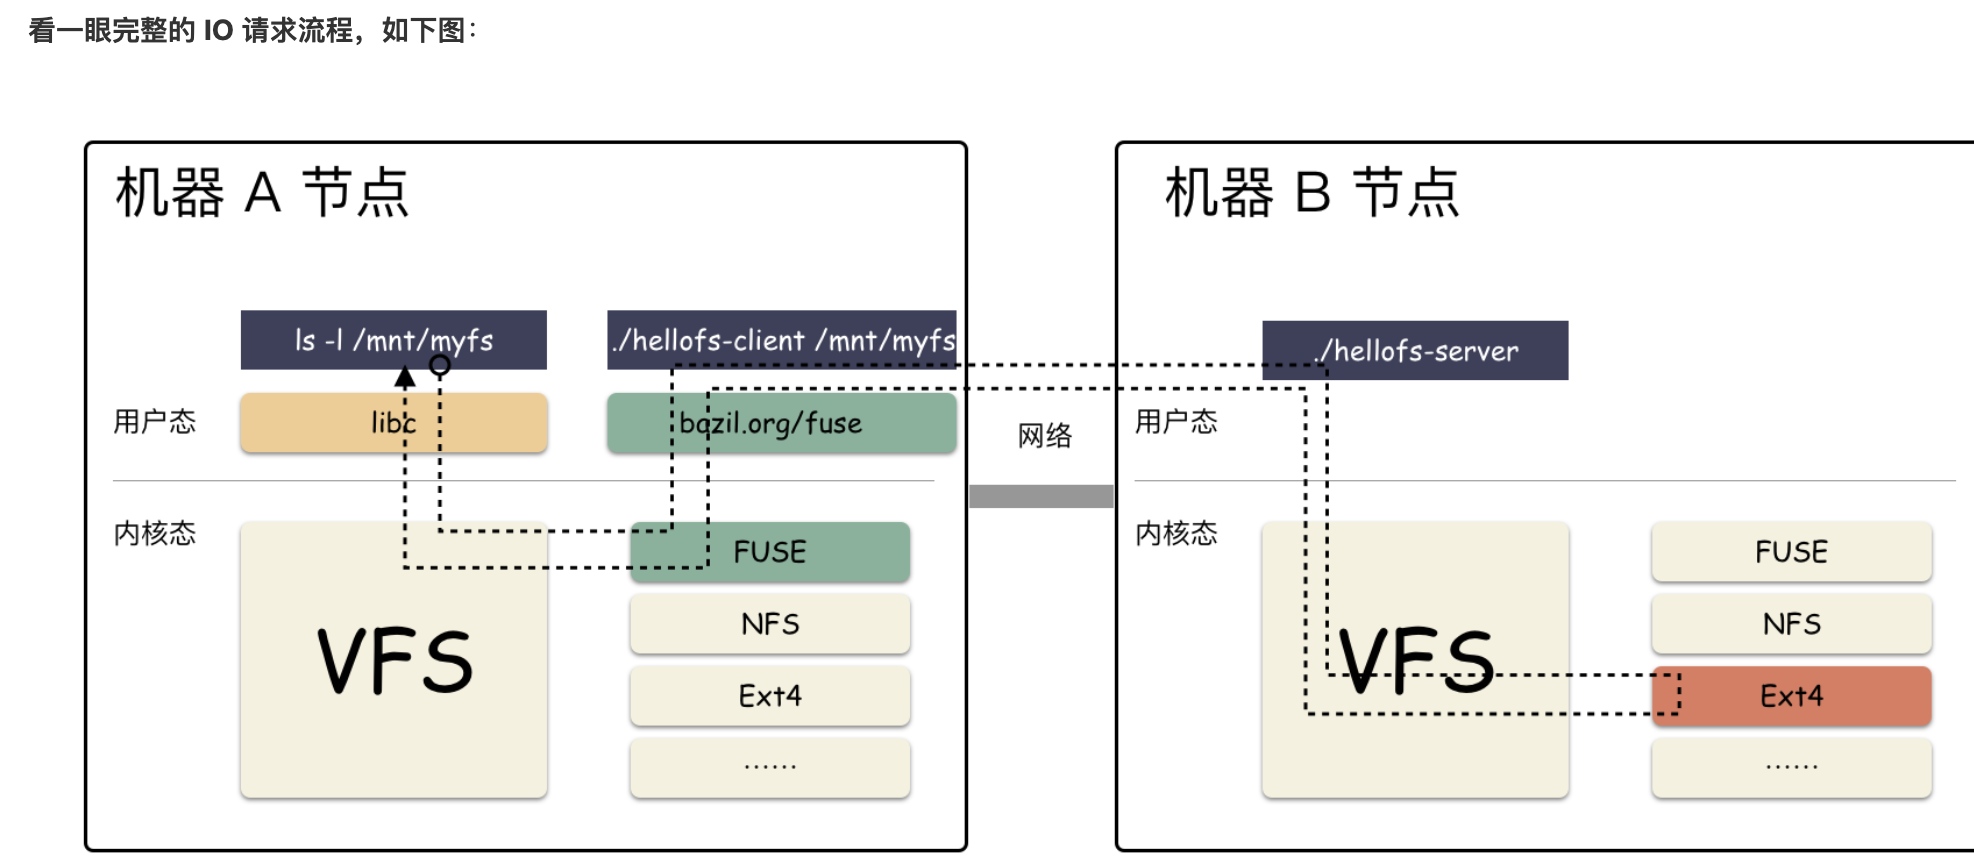 看一眼完整的 IO 请求流程，如下图：
机器 A 节点
ls -l /mnt/myfs
./hellofs-client /mnt/myfs
用户态
libc
bazil.org/fuse
内核态
VFS
FUSE
NFS
Ext4
......
网络
机器 B 节点
./hellofs-server
用户态
内核态
VFS
FUSE
NFS
Ext4
......